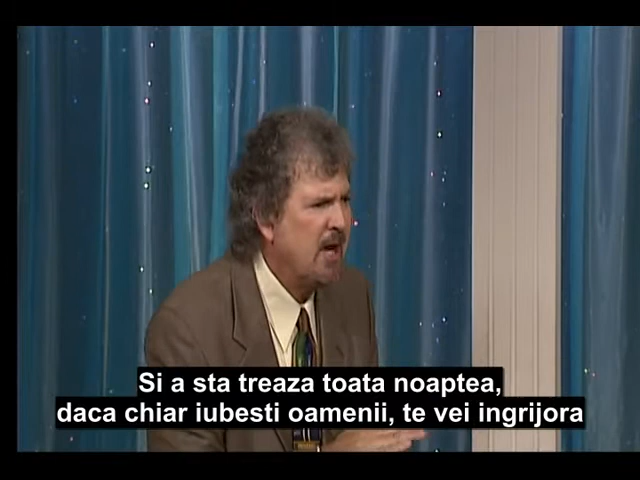 Si a sta treaza toata noaptea,
daca chiar iubesti oamenii, te vei ingrijora